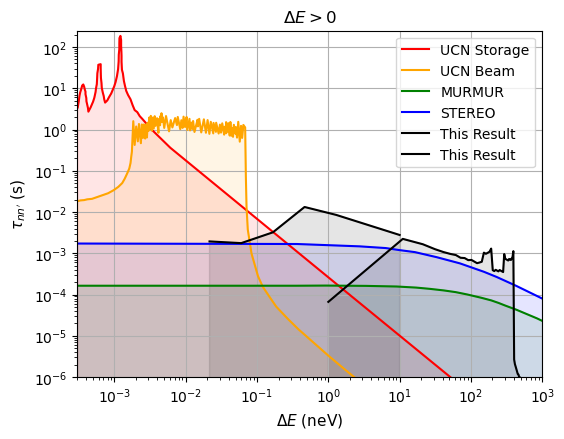 ΔE > 0
UCN Storage
UCN Beam
MURMUR
STEREO
This Result
This Result
τnn′ (s)
10²
10¹
10⁰
10⁻¹
10⁻²
10⁻³
10⁻⁴
10⁻⁵
10⁻⁶
10⁻³ 10⁻² 10⁻¹ 10⁰ 10¹ 10² 10³
ΔE (neV)